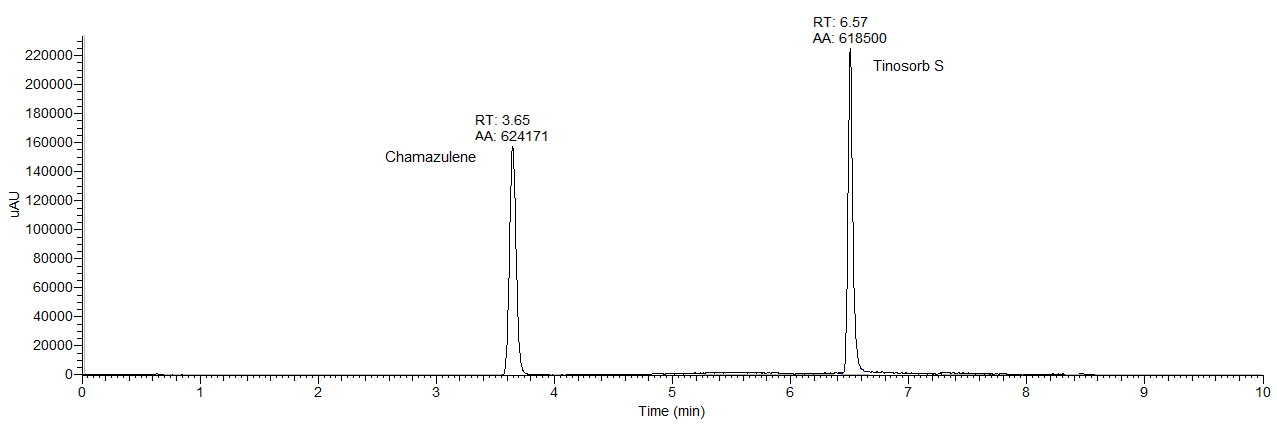 RT: 6.57
AA: 618500
Tinosorb S
RT: 3.65
AA: 624171
Chamazulene
220000
200000
180000
160000
140000
120000
100000
80000
60000
40000
20000
0
uAU
0 1 2 3 4 5 6 7 8 9 10
Time (min)